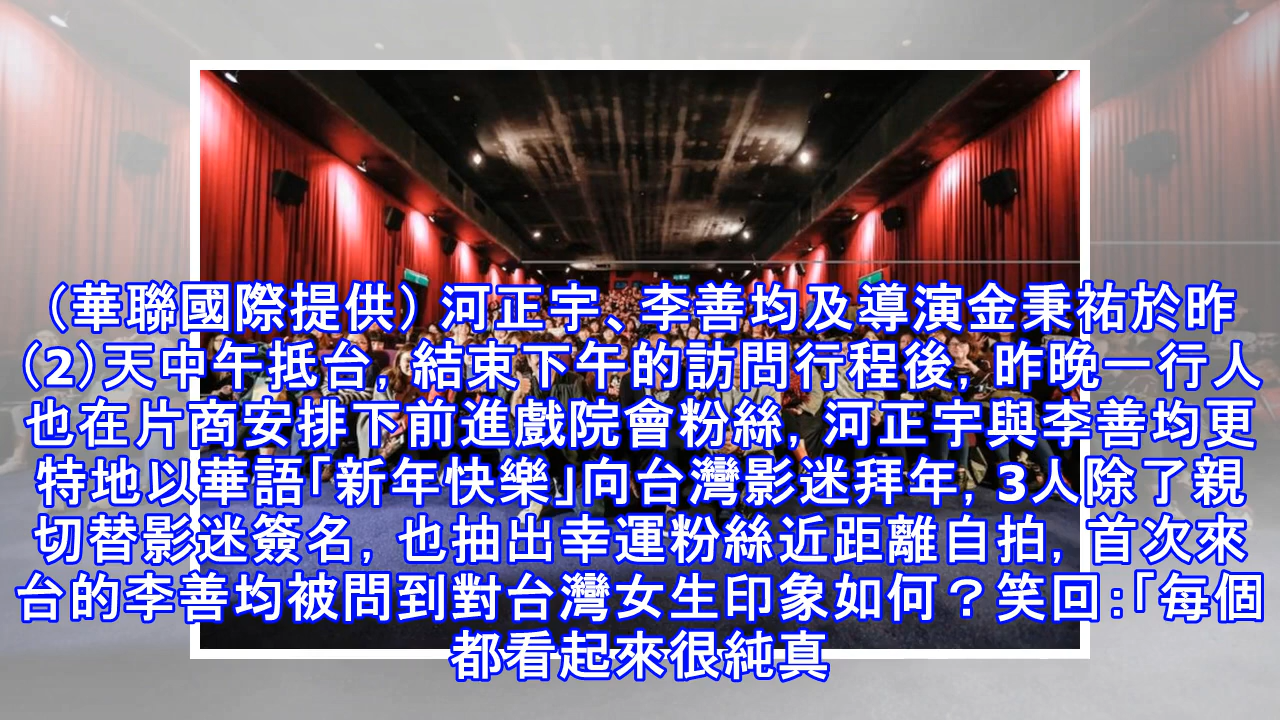 （華聯國際提供）河正宇、李善均及導演金秉祐於昨
(2)天中午抵台, 結束下午的訪問行程後, 昨晚一行人
也在片商安排下前進戲院會粉絲, 河正宇與李善均更
特地以華語「新年快樂」向台灣影迷拜年, 3人除了親
切替影迷簽名, 也抽出幸運粉絲近距離自拍, 首次來
台的李善均被問到對台灣女生印象如何？笑回:「每個
都看起來很純真